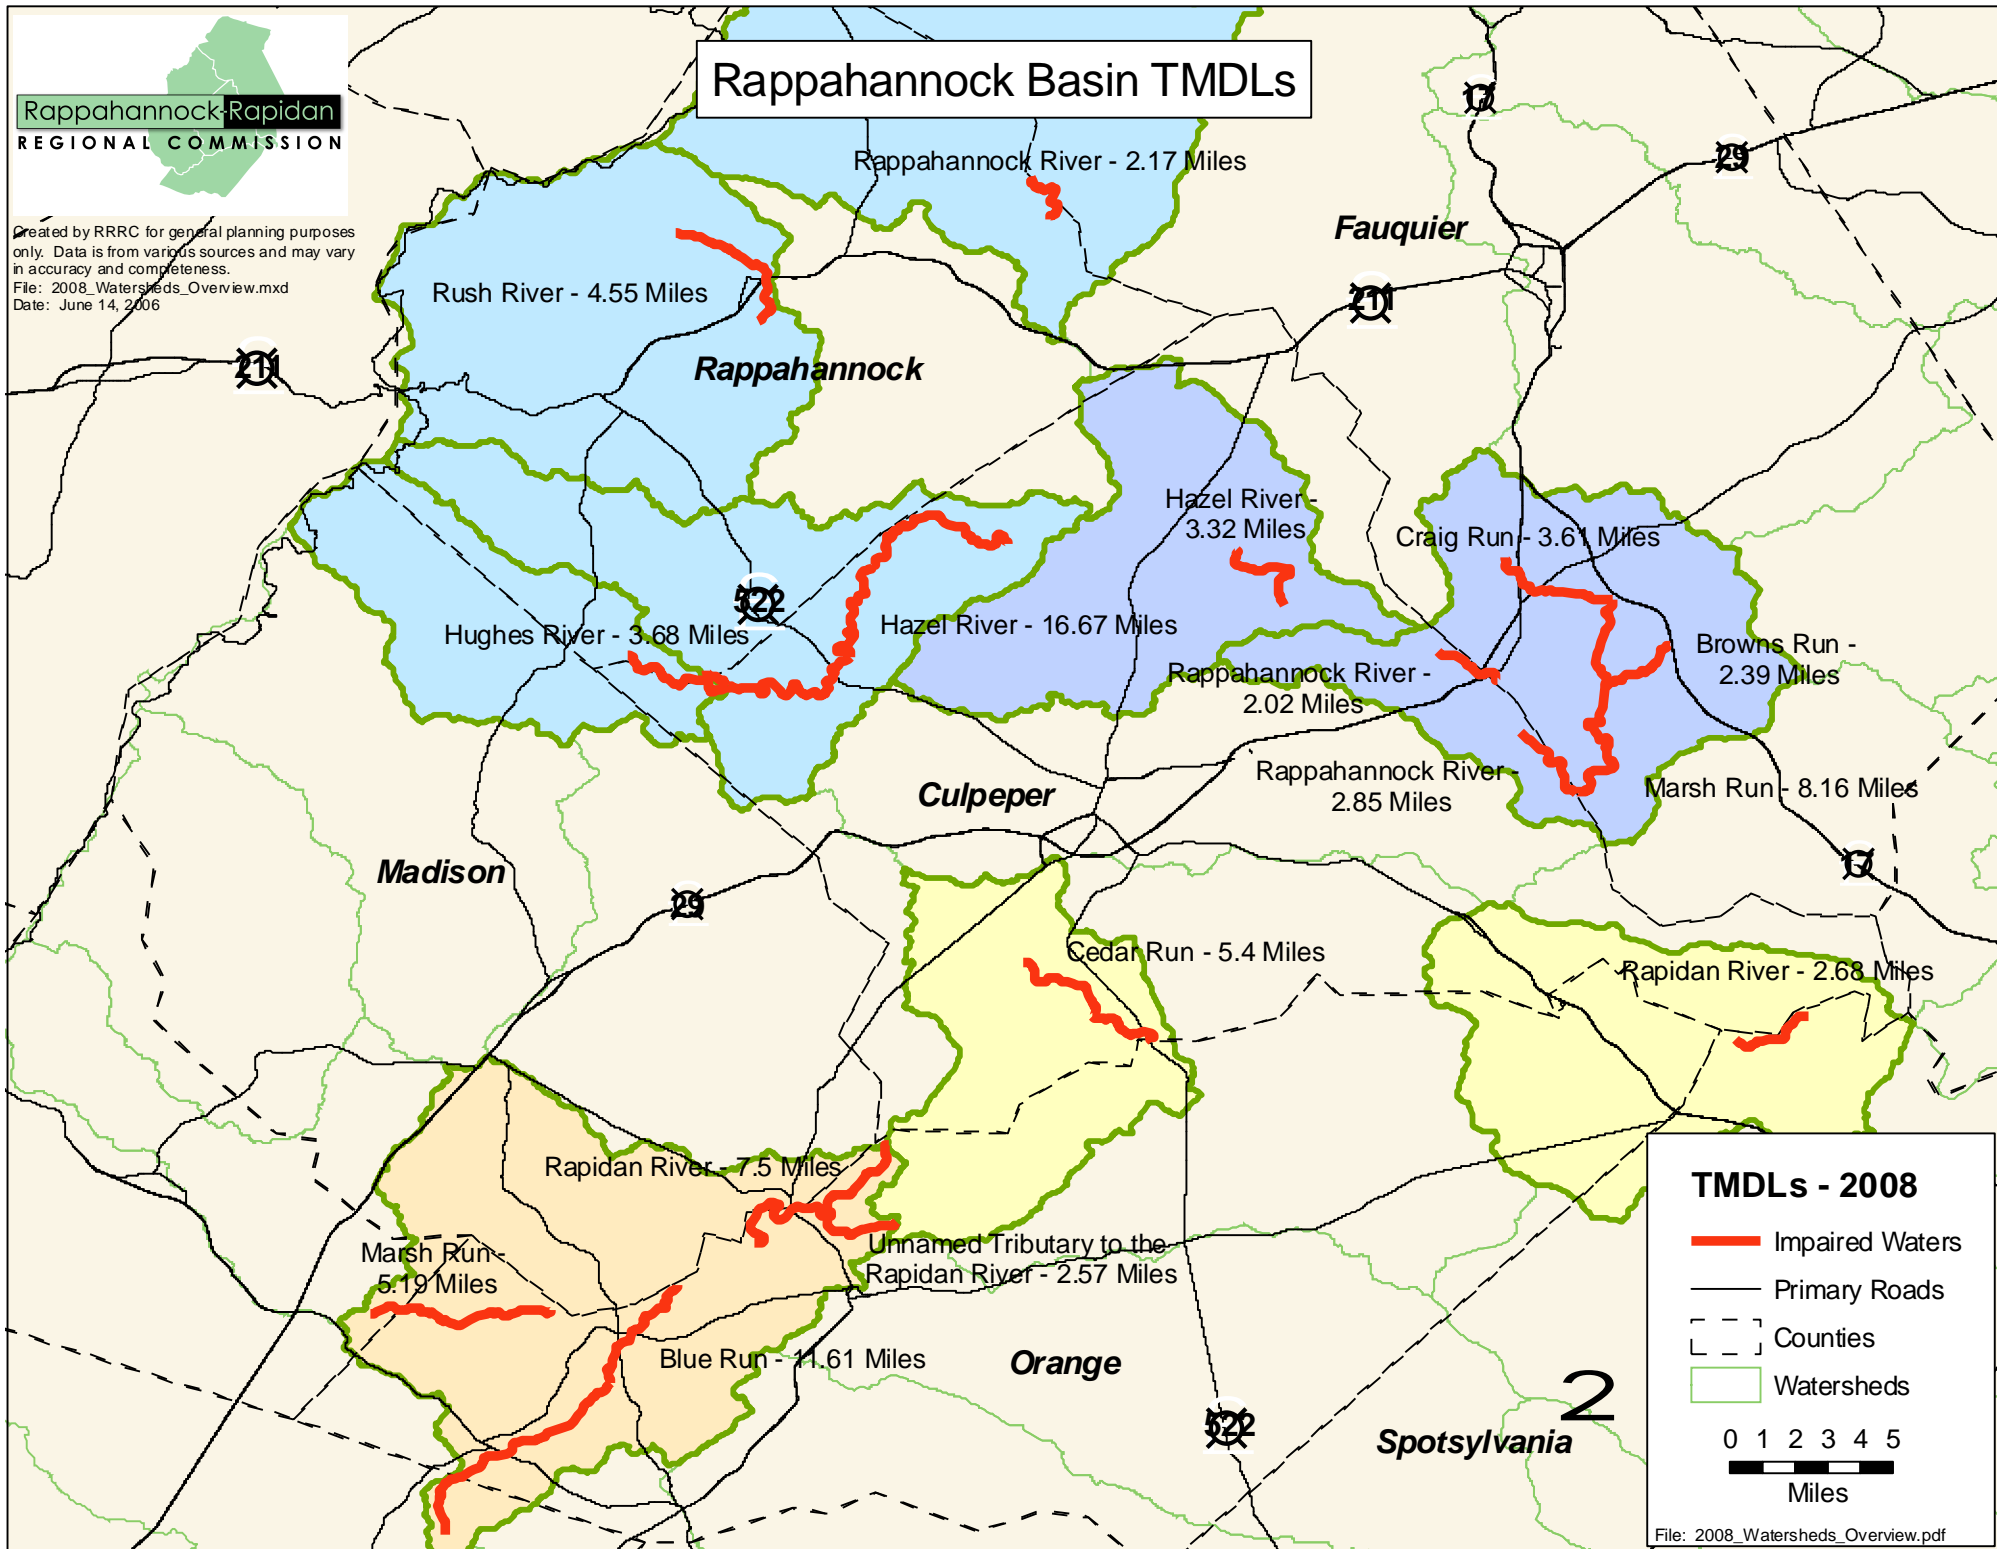 Rappahannock Basin TMDLs
Rappahannock-Rapidan
REGIONAL COMMISSION
Created by RRRC for general planning purposes
only. Data is from various sources and may vary
in accuracy and completeness.
File: 2008_Watersheds_Overview.mxd
Date: June 14, 2006
17
29
Rappahannock River - 2.17 Miles
Fauquier
Rush River - 4.55 Miles
211
211
Rappahannock
Hazel River -
3.32 Miles
Craig Run - 3.61 Miles
522
Hughes River - 3.68 Miles
Hazel River - 16.67 Miles
Browns Run -
2.39 Miles
Rappahannock River -
2.02 Miles
Rappahannock River -
2.85 Miles
Marsh Run - 8.16 Miles
Culpeper
Madison
17
29
Cedar Run - 5.4 Miles
Rapidan River - 2.68 Miles
Rapidan River - 7.5 Miles
Marsh Run -
5.19 Miles
Unnamed Tributary to the
Rapidan River - 2.57 Miles
Blue Run - 11.61 Miles
Orange
522
Spotsylvania
2
TMDLs - 2008
Impaired Waters
Primary Roads
Counties
Watersheds
0 1 2 3 4 5
Miles
File: 2008_Watersheds_Overview.pdf